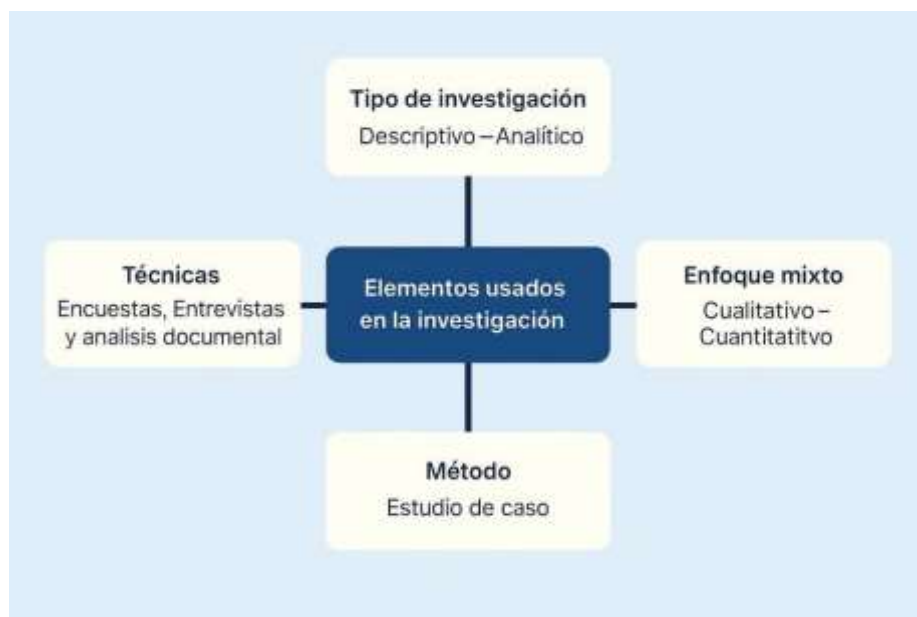 Tipo de investigación
Descriptivo – Analítico
Técnicas
Encuestas, Entrevistas
y analisis documental
Elementos usados
en la investigación
Enfoque mixto
Cualitativo –
Cuantitatitvo
Método
Estudio de caso